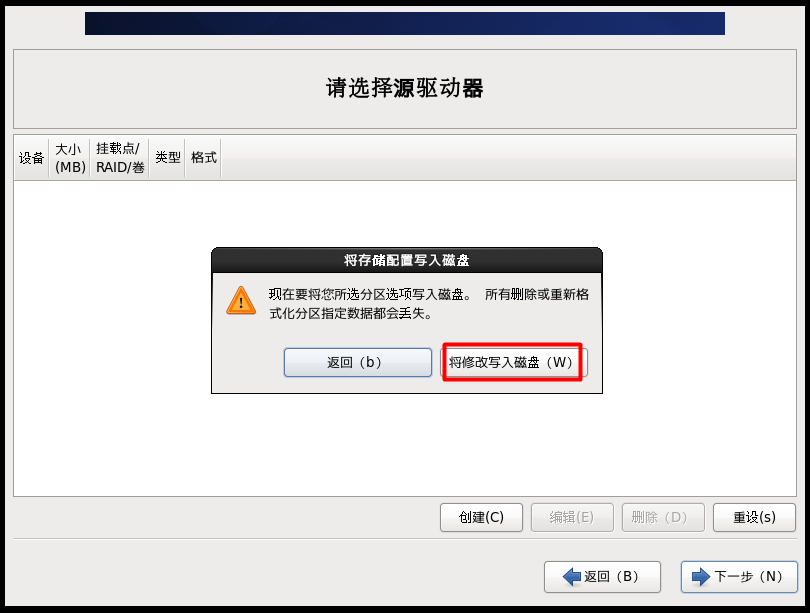 请选择源驱动器
设备
大小
(MB)
挂载点/
RAID/卷
类型
格式
将存储配置写入磁盘
现在要将您所选分区选项写入磁盘。 所有删除或重新格
式化分区指定数据都会丢失。
返回（b）
将修改写入磁盘（W）
创建(C)
编辑(E)
删除（D）
重设(s)
返回（B）
下一步（N）